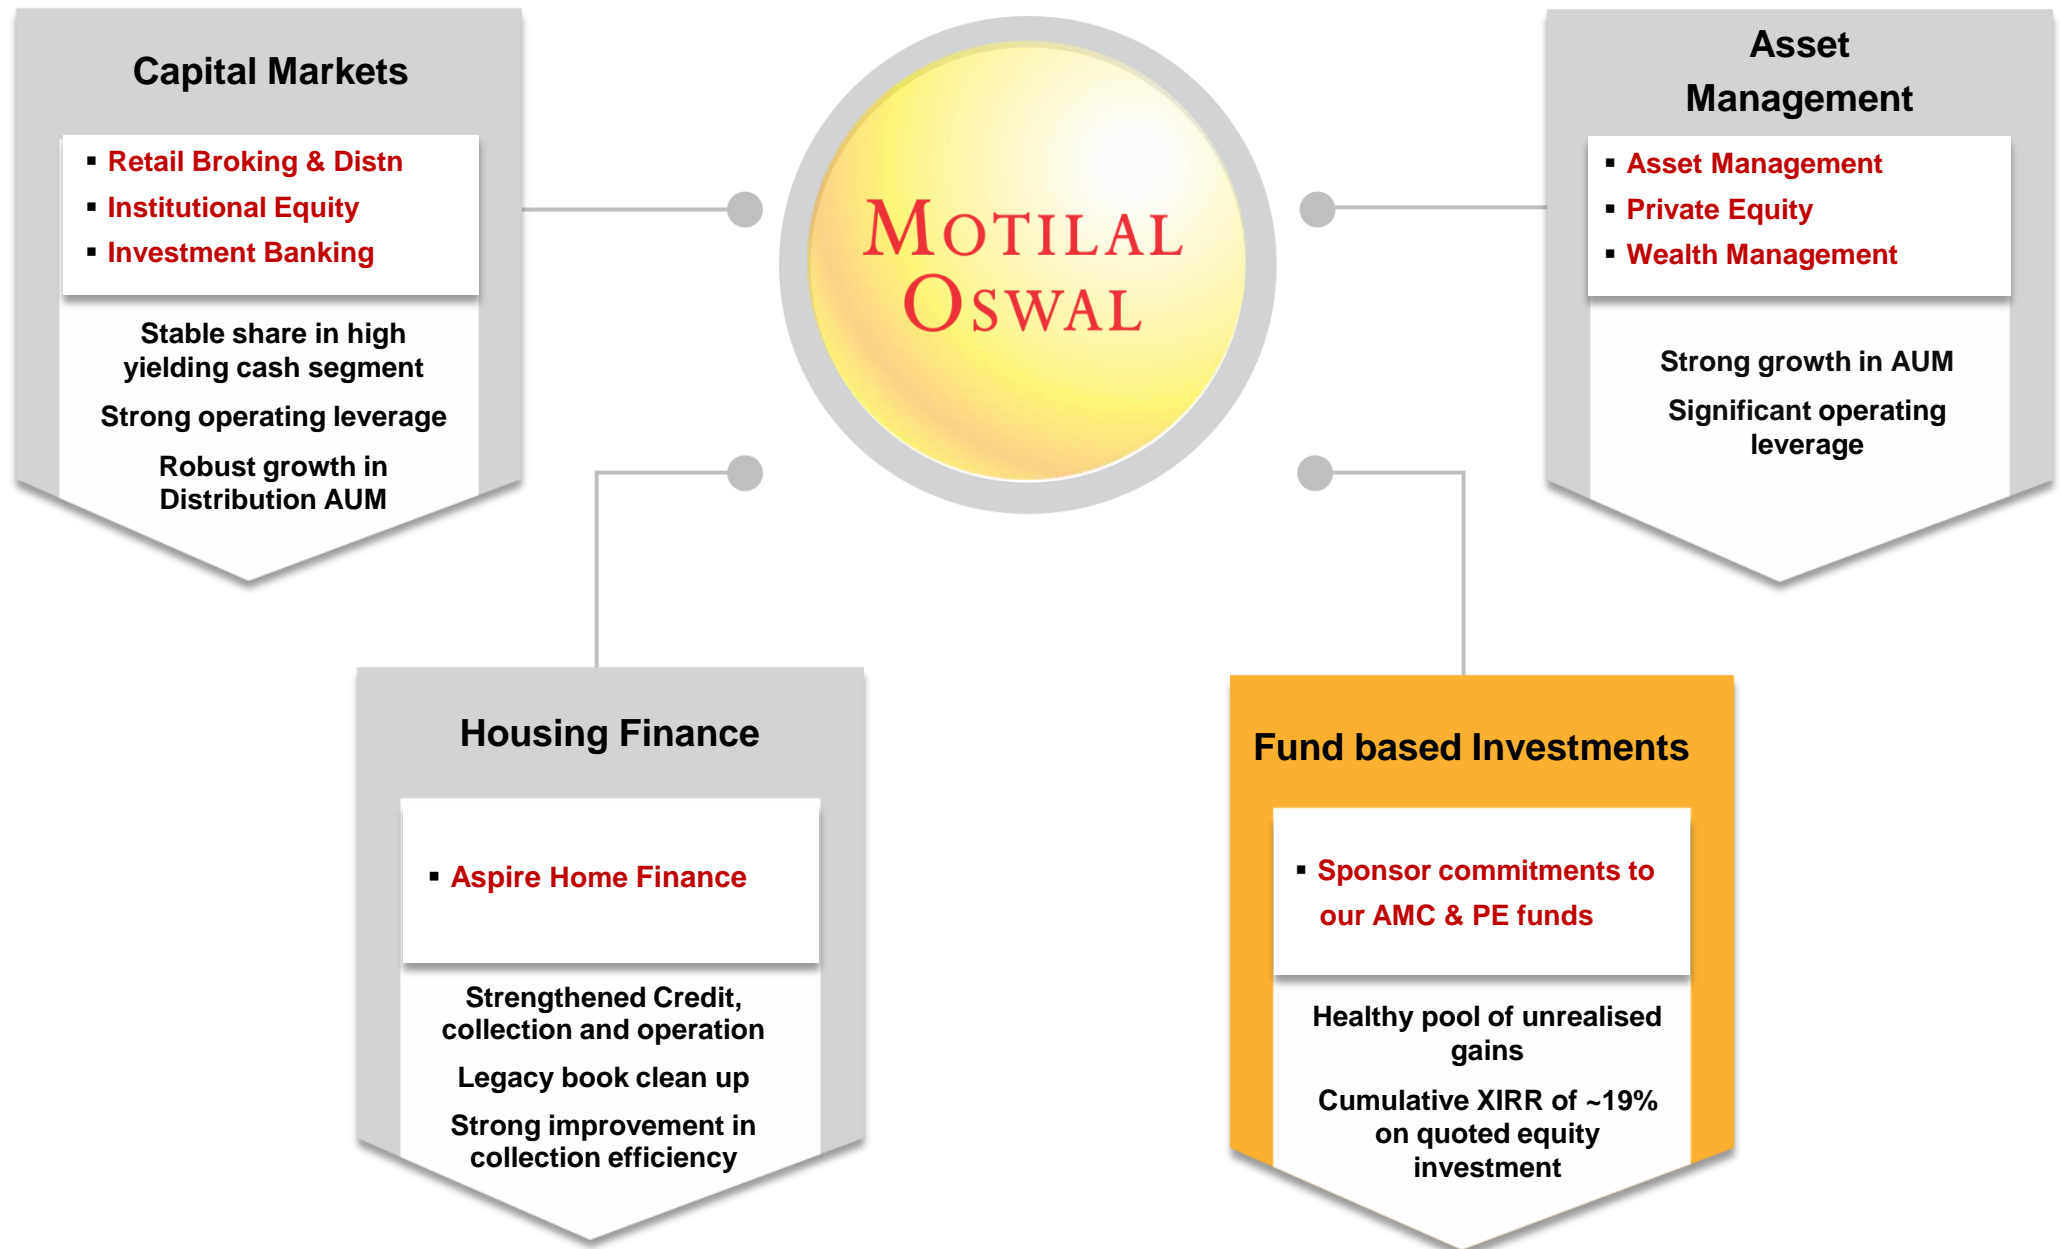 Capital Markets
▪ Retail Broking & Distn
▪ Institutional Equity
▪ Investment Banking
Stable share in high
yielding cash segment
Strong operating leverage
Robust growth in
Distribution AUM
MOTILAL
OSWAL
Asset
Management
▪ Asset Management
▪ Private Equity
▪ Wealth Management
Strong growth in AUM
Significant operating
leverage
Housing Finance
▪ Aspire Home Finance
Strengthened Credit,
collection and operation
Legacy book clean up
Strong improvement in
collection efficiency
Fund based Investments
▪ Sponsor commitments to
our AMC & PE funds
Healthy pool of unrealised
gains
Cumulative XIRR of ~19%
on quoted equity
investment